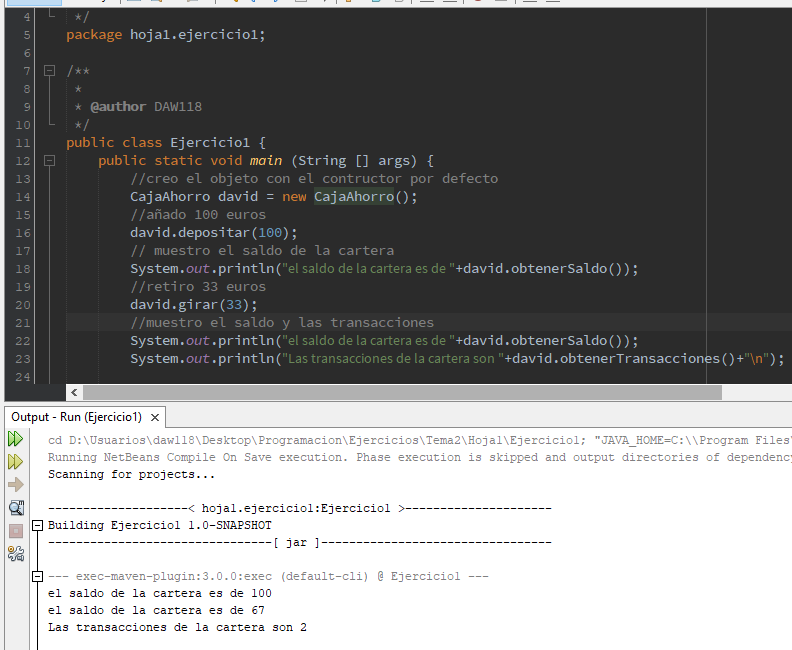 4 */
5 package hoja1.ejercicio1;
6
7 /**
8 *
9 * @author DAW118
10 */
11 public class Ejercicio1 {
12 public static void main (String [] args) {
13 //creo el objeto con el contructor por defecto
14 CajaAhorro david = new CajaAhorro();
15 //añado 100 euros
16 david.depositar(100);
17 // muestro el saldo de la cartera
18 System.out.println("el saldo de la cartera es de "+david.obtenerSaldo());
19 //retiro 33 euros
20 david.girar(33);
21 //muestro el saldo y las transacciones
22 System.out.println("el saldo de la cartera es de "+david.obtenerSaldo());
23 System.out.println("Las transacciones de la cartera son "+david.obtenerTransacciones()+"\n");
24
Output - Run (Ejercicio1) ×
cd D:\Usuarios\daw118\Desktop\Programacion\Ejercicios\Tema2\Hoja1\Ejercicio1; "JAVA_HOME=C:\\Program Files\
Running NetBeans Compile On Save execution. Phase execution is skipped and output directories of dependency
Scanning for projects...
--------------------< hoja1.ejercicio1:Ejercicio1 >---------------------
Building Ejercicio1 1.0-SNAPSHOT
--------------------------------[ jar ]---------------------------------
--- exec-maven-plugin:3.0.0:exec (default-cli) @ Ejercicio1 ---
el saldo de la cartera es de 100
el saldo de la cartera es de 67
Las transacciones de la cartera son 2